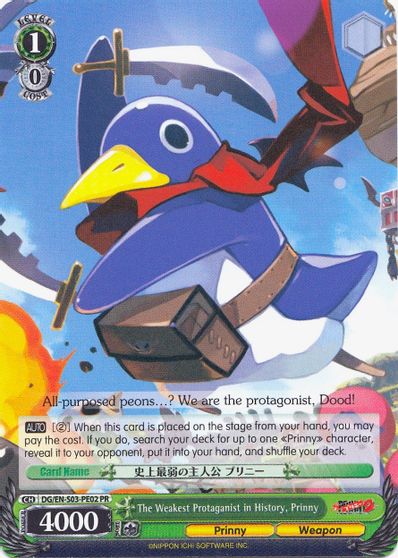 LEVEL
1
0
COST
All-purposed peons...? We are the protagonist, Dood!
AUTO [②] When this card is placed on the stage from your hand, you may
pay the cost. If you do, search your deck for up to one «Prinny» character,
reveal it to your opponent, put it into your hand, and shuffle your deck.
Card Name 史上最弱の主人公 プリニー
CH DG/EN-S03-PE02 PR The Weakest Protaganist in History, Prinny
4000 Prinny Weapon
©NIPPON ICHI SOFTWARE INC.